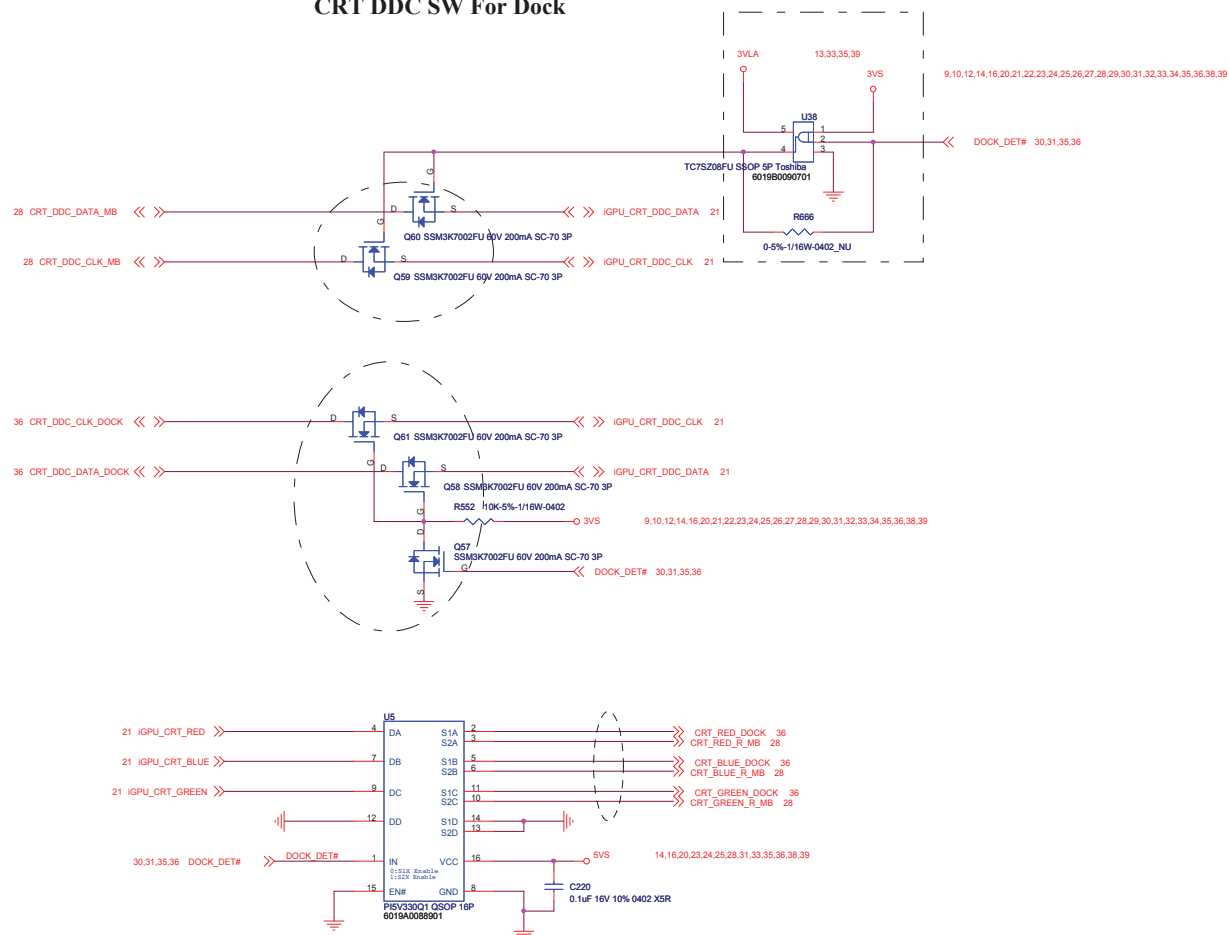 CRT DDC SW For Dock
3VLA 13,33,35,39
3VS 9,10,12,14,16,20,21,22,23,24,25,26,27,28,29,30,31,32,33,34,35,36,38,39
U38
5 1
2
4 3
DOCK_DET# 30,31,35,36
TC7SZ08FU SSOP 5P Toshiba
6019B0090701
R666
0-5%-1/16W-0402_NU
G
28 CRT_DDC_DATA_MB D S iGPU_CRT_DDC_DATA 21
G
Q60 SSM3K7002FU 60V 200mA SC-70 3P
28 CRT_DDC_CLK_MB D S iGPU_CRT_DDC_CLK 21
Q59 SSM3K7002FU 60V 200mA SC-70 3P
36 CRT_DDC_CLK_DOCK D S iGPU_CRT_DDC_CLK 21
Q61 SSM3K7002FU 60V 200mA SC-70 3P
G
36 CRT_DDC_DATA_DOCK D S iGPU_CRT_DDC_DATA 21
Q58 SSM3K7002FU 60V 200mA SC-70 3P
R552 10K-5%-1/16W-0402
G
3VS 9,10,12,14,16,20,21,22,23,24,25,26,27,28,29,30,31,32,33,34,35,36,38,39
D
Q57
SSM3K7002FU 60V 200mA SC-70 3P
G DOCK_DET# 30,31,35,36
S
U5
21 iGPU_CRT_RED 4 DA S1A 2 CRT_RED_DOCK 36
S2A 3 CRT_RED_R_MB 28
21 iGPU_CRT_BLUE 7 DB S1B 5 CRT_BLUE_DOCK 36
S2B 6 CRT_BLUE_R_MB 28
21 iGPU_CRT_GREEN 9 DC S1C 11 CRT_GREEN_DOCK 36
S2C 10 CRT_GREEN_R_MB 28
12 DD S1D 14
S2D 13
30,31,35,36 DOCK_DET# DOCK_DET# 1 IN VCC 16 5VS 14,16,20,23,24,25,28,31,33,35,36,38,39
0:S1X Enable
1:S2X Enable
15 EN# GND 8
C220
0.1uF 16V 10% 0402 X5R
PI5V330Q1 QSOP 16P
6019A0088901